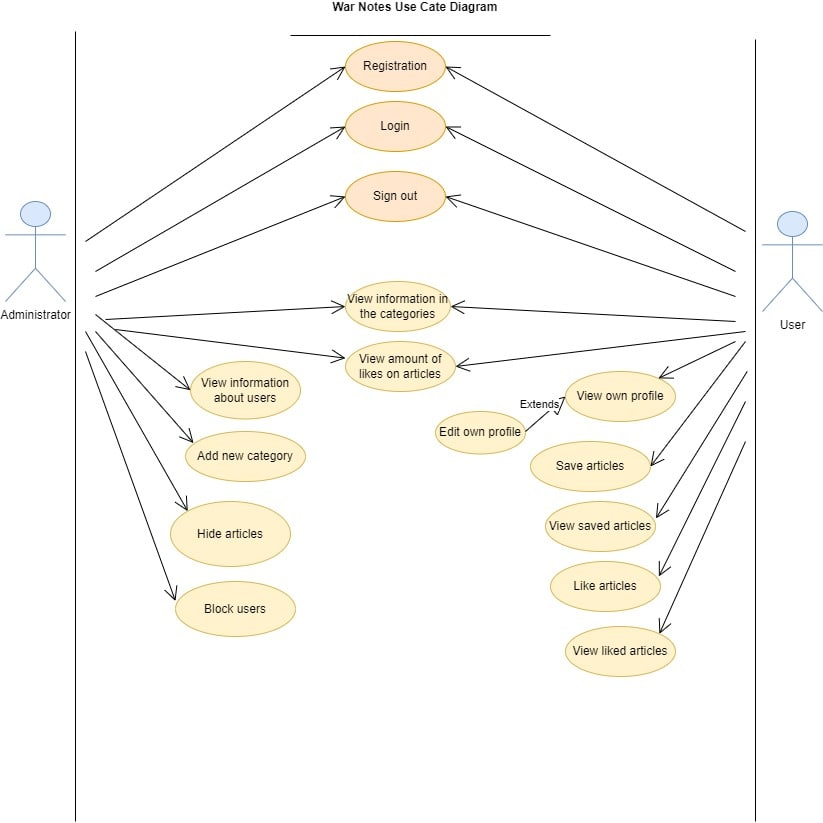 War Notes Use Cate Diagram
Registration
Login
Sign out
Administrator
User
View information in
the categories
View amount of
likes on articles
View information
about users
View own profile
Extends
Edit own profile
Add new category
Save articles
View saved articles
Hide articles
Like articles
Block users
View liked articles